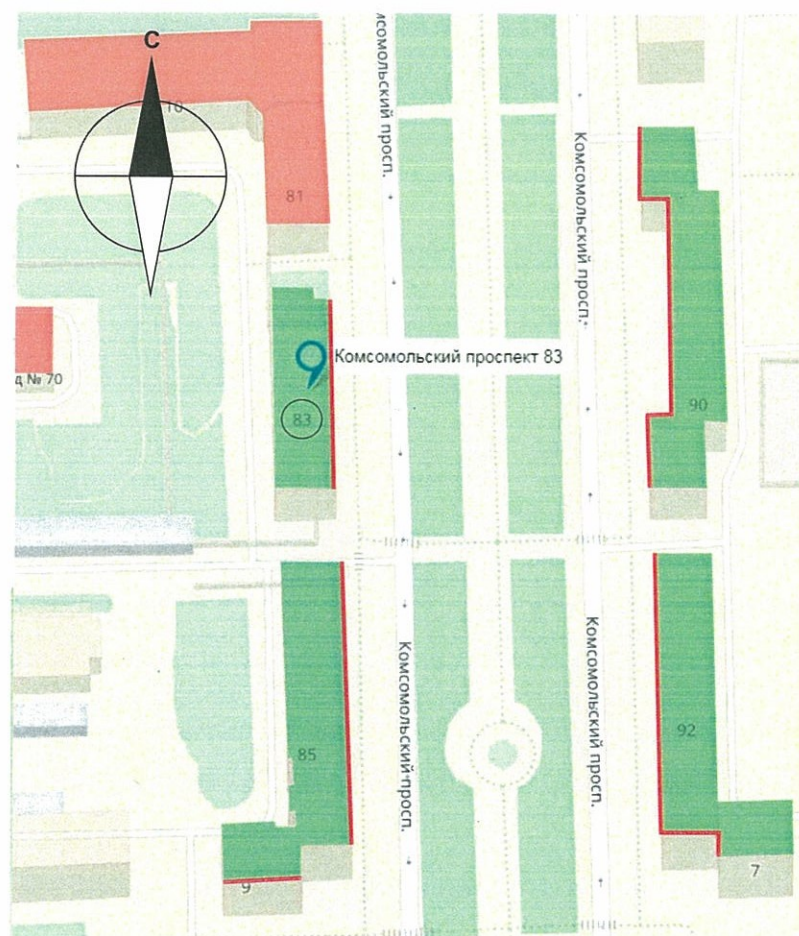 С
Комсомольский просп.
10
Комсомольский просп.
81
Комсомольский проспект 83
д № 70
83
90
Комсомольский просп.
Комсомольский просп.
92
85
9
7